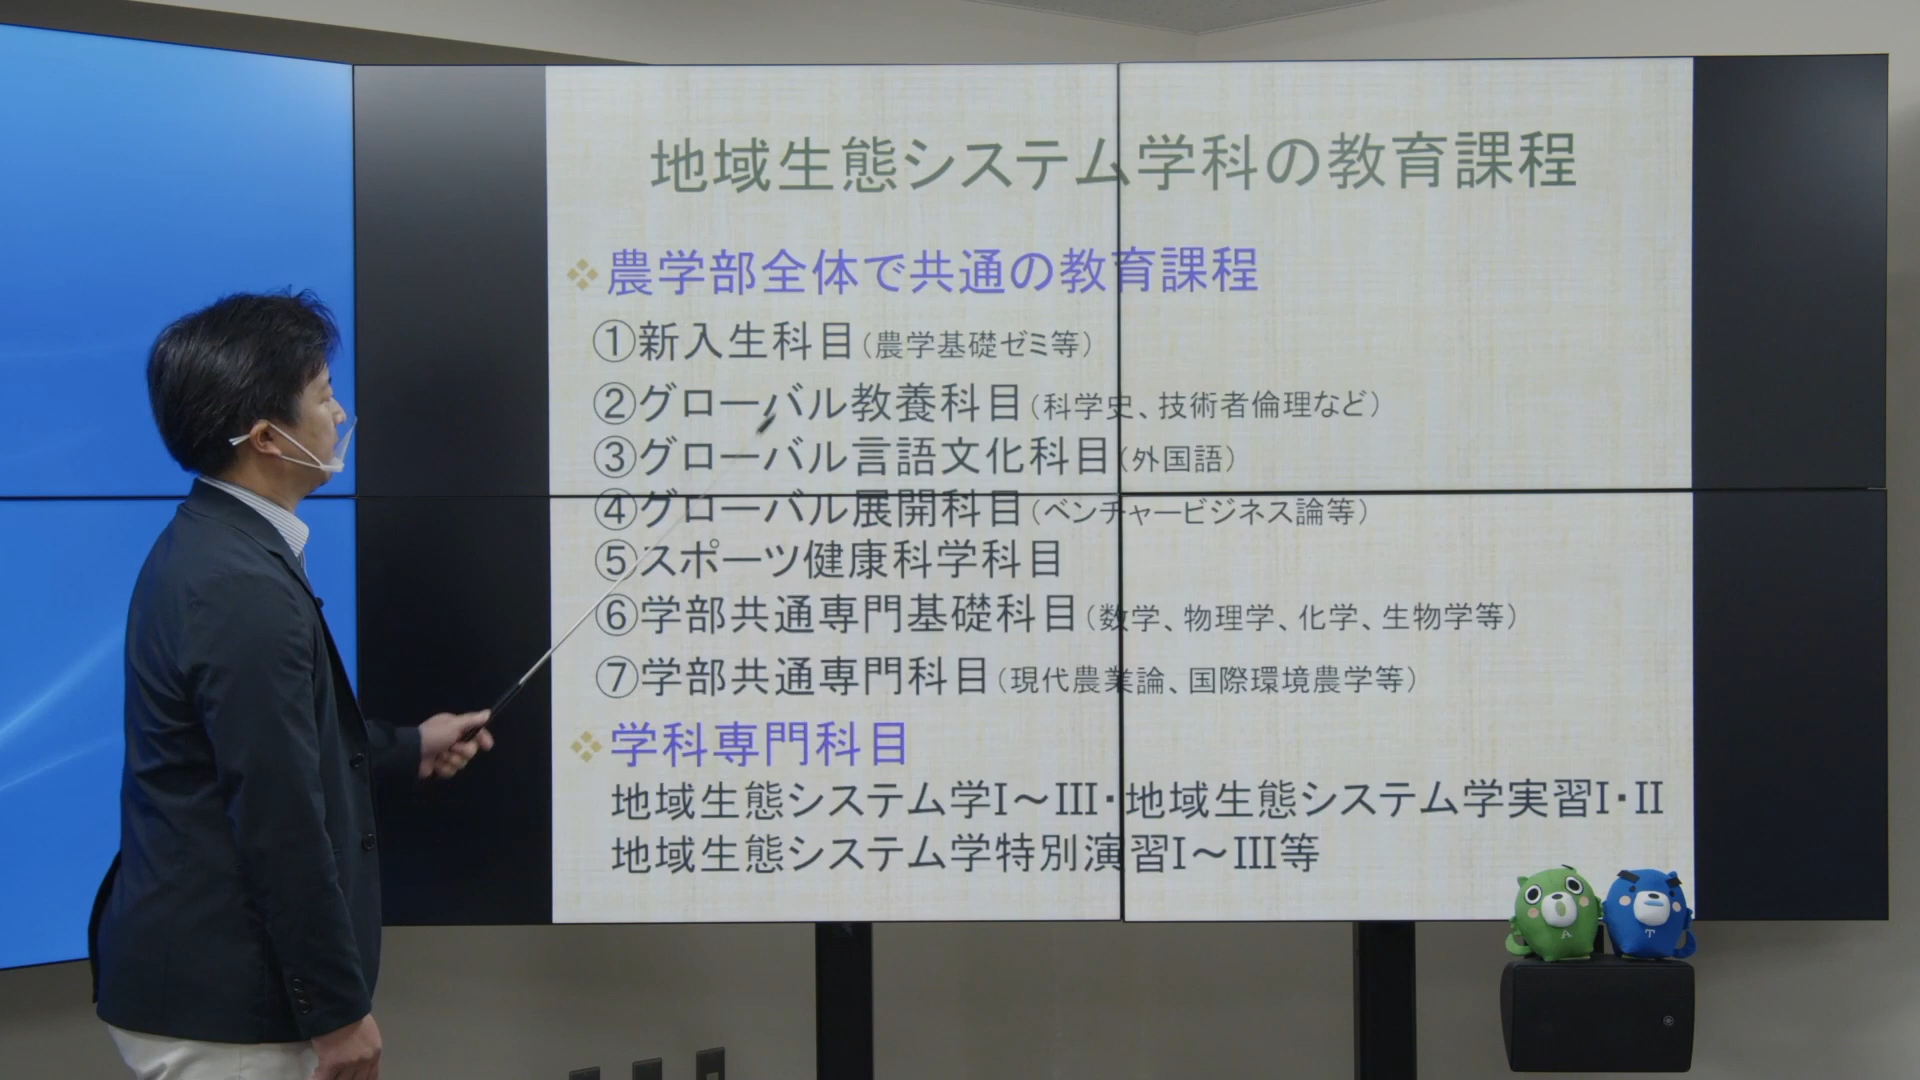 地域生態システム学科の教育課程
農学部全体で共通の教育課程
①新入生科目(農学基礎ゼミ等)
②グローバル教養科目(科学史、技術者倫理など)
③グローバル言語文化科目(外国語)
④グローバル展開科目(ベンチャービジネス論等)
⑤スポーツ健康科学科目
⑥学部共通専門基礎科目(数学、物理学、化学、生物学等)
⑦学部共通専門科目(現代農業論、国際環境農学等)
学科専門科目
地域生態システム学I～III・地域生態システム学実習I・II
地域生態システム学特別演習I～III等
A
T